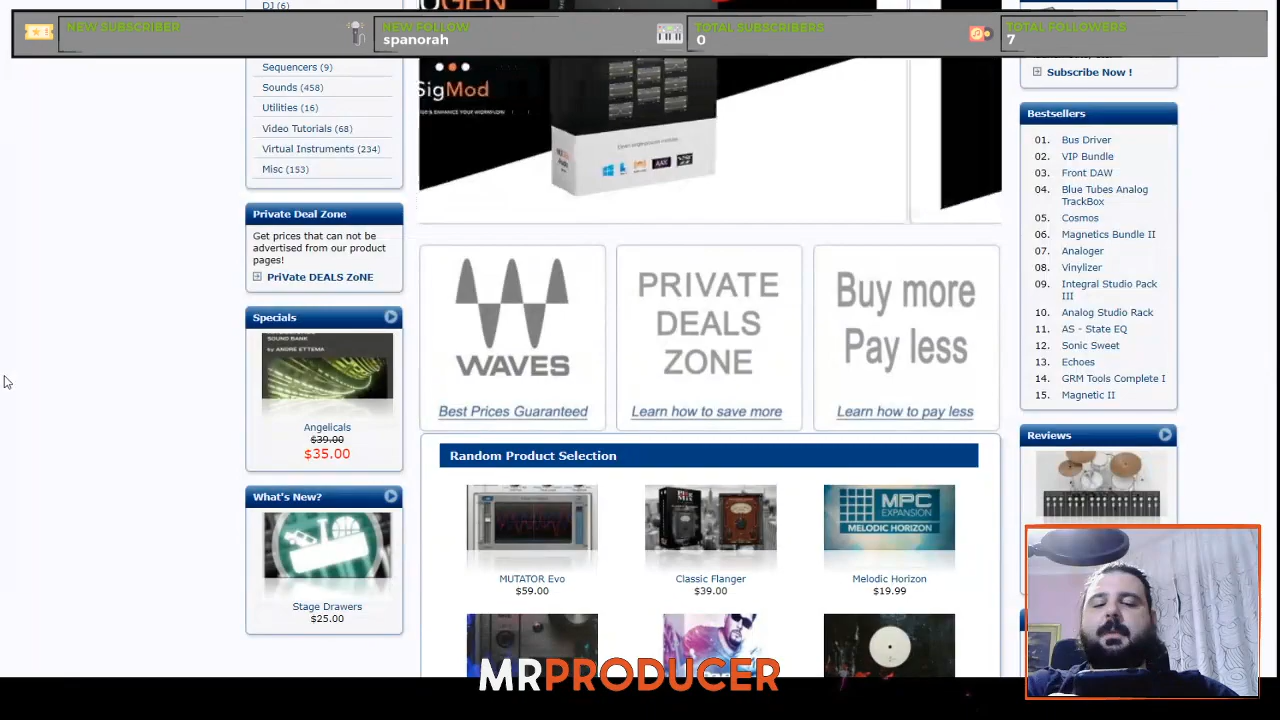 DJ (6)
NEW SUBSCRIBER
NEW FOLLOW
spanorah
TOTAL SUBSCRIBERS
0
TOTAL FOLLOWERS
7
Sequencers (9)
Sounds (458)
Utilities (16)
Video Tutorials (68)
Virtual Instruments (234)
Misc (153)
Private Deal Zone
Get prices that can not be
advertised from our product
pages!
PriVate DEALS ZoNE
Specials
SOUND BANK
by ANDRE ETTEMA
Angelicals
$39.00
$35.00
What's New?
Stage Drawers
$25.00
SigMod
& ENHANCE YOUR WORKFLOW
AAX
WAVES
Best Prices Guaranteed
PRIVATE
DEALS
ZONE
Learn how to save more
Buy more
Pay less
Learn how to pay less
Random Product Selection
MUTATOR Evo
$59.00
Classic Flanger
$39.00
MPC
EXPANSION
MELODIC HORIZON
Melodic Horizon
$19.99
Subscribe Now !
Bestsellers
01. Bus Driver
02. VIP Bundle
03. Front DAW
04. Blue Tubes Analog
TrackBox
05. Cosmos
06. Magnetics Bundle II
07. Analoger
08. Vinylizer
09. Integral Studio Pack
III
10. Analog Studio Rack
11. AS - State EQ
12. Sonic Sweet
13. Echoes
14. GRM Tools Complete I
15. Magnetic II
Reviews
MRPRODUCER